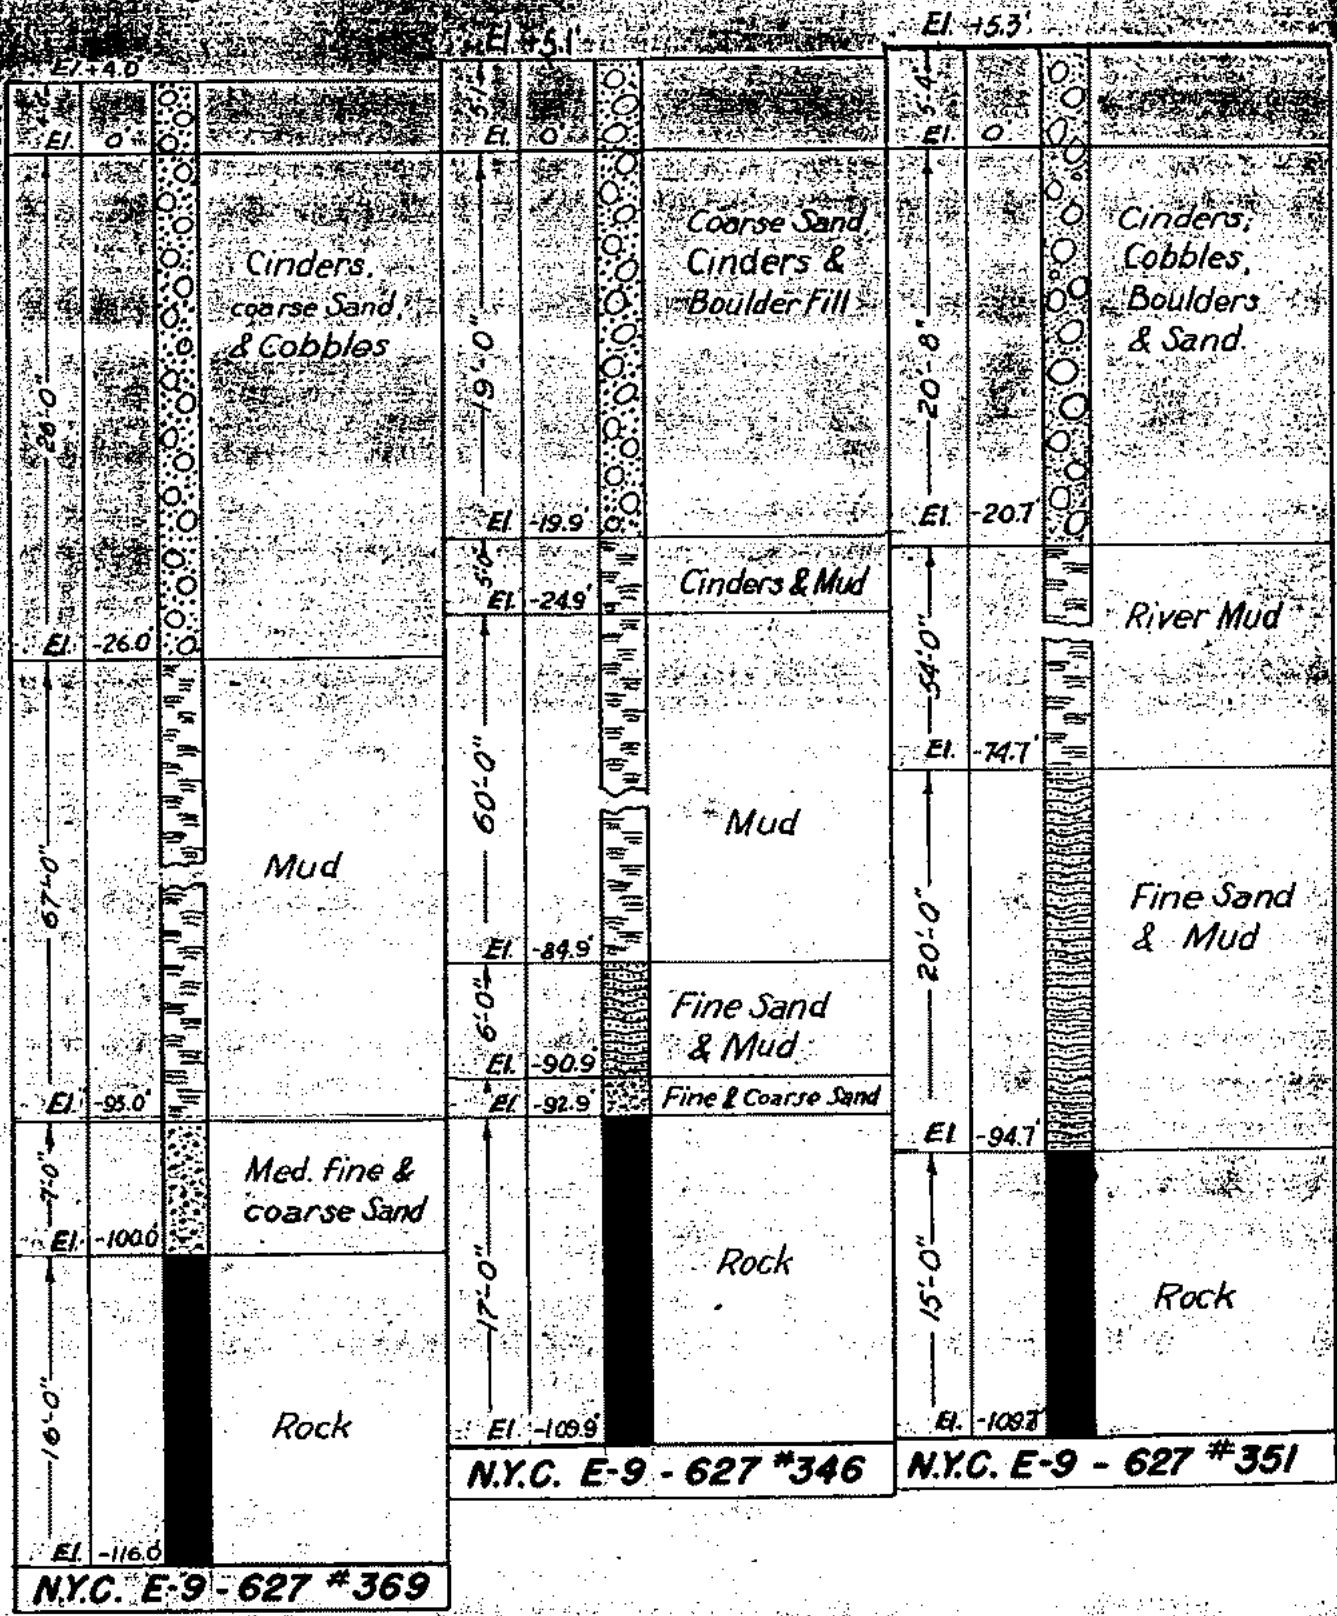 El. +4.0'
4'-0"
El. 0'
26'-0"
Cinders,
coarse Sand,
& Cobbles
El. -26.0'
67'-0"
Mud
El. -93.0'
7'-0"
Med. fine &
coarse Sand
El. -100.0'
16'-0"
Rock
El. -116.0'
N.Y.C. E-9 - 627 #369
El. +5.1'
5'-1"
El. 0'
19'-0"
Coarse Sand,
Cinders &
Boulder Fill
El. -19.9'
5'-0"
Cinders & Mud
El. -24.9'
60'-0"
Mud
El. -84.9'
6'-0"
Fine Sand
& Mud
El. -90.9'
Fine & Coarse Sand
El. -92.9'
17'-0"
Rock
El. -109.9'
N.Y.C. E-9 - 627 #346
El. +5.3'
5'-4"
El. 0'
20'-8"
Cinders,
Cobbles,
Boulders
& Sand.
El. -20.7'
54'-0"
River Mud
El. -74.7'
20'-0"
Fine Sand
& Mud
El. -94.7'
15'-0"
Rock
El.
N.Y.C. E-9 - 627 #351